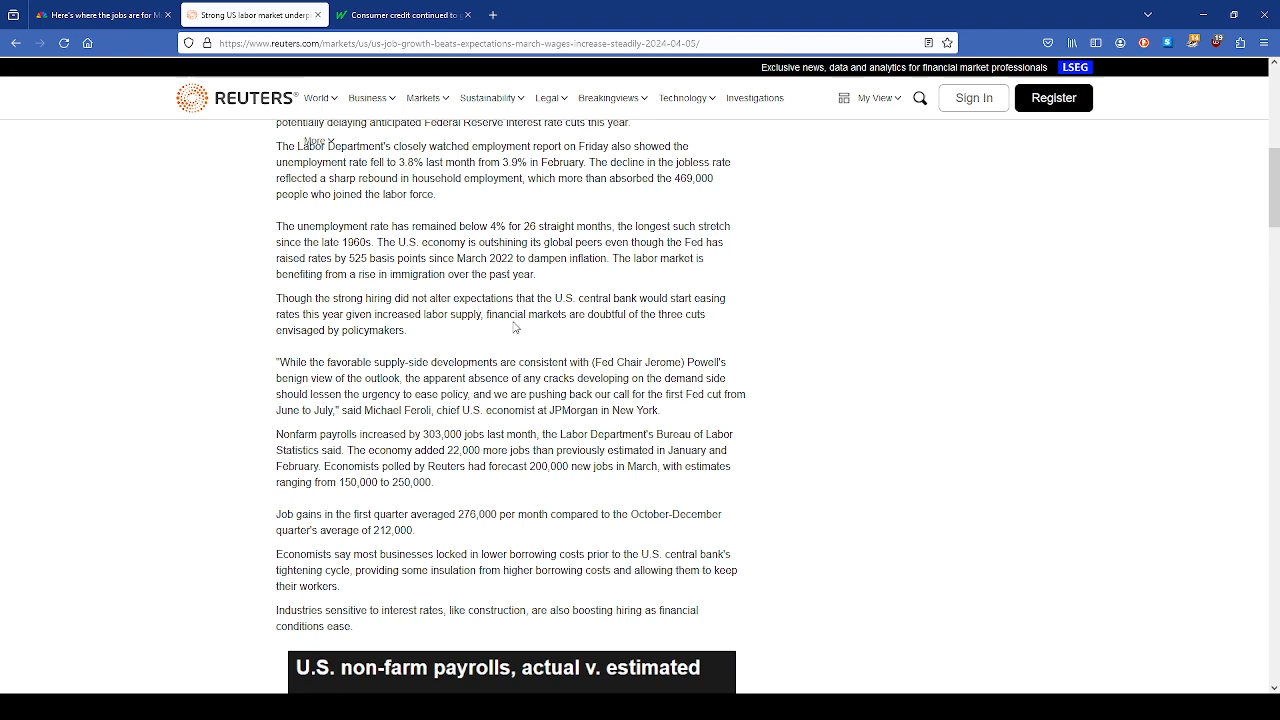 Here's where the jobs are for M
Strong US labor market underp
Consumer credit continued to
https://www.reuters.com/markets/us/us-job-growth-beats-expectations-march-wages-increase-steadily-2024-04-05/
14
19
Exclusive news, data and analytics for financial market professionals LSEG
REUTERS® World Business Markets Sustainability Legal Breakingviews Technology Investigations My View Sign In Register
potentially delaying anticipated Federal Reserve interest rate cuts this year.
More
The Labor Department's closely watched employment report on Friday also showed the
unemployment rate fell to 3.8% last month from 3.9% in February. The decline in the jobless rate
reflected a sharp rebound in household employment, which more than absorbed the 469,000
people who joined the labor force.
The unemployment rate has remained below 4% for 26 straight months, the longest such stretch
since the late 1960s. The U.S. economy is outshining its global peers even though the Fed has
raised rates by 525 basis points since March 2022 to dampen inflation. The labor market is
benefiting from a rise in immigration over the past year.
Though the strong hiring did not alter expectations that the U.S. central bank would start easing
rates this year given increased labor supply, financial markets are doubtful of the three cuts
envisaged by policymakers.
"While the favorable supply-side developments are consistent with (Fed Chair Jerome) Powell's
benign view of the outlook, the apparent absence of any cracks developing on the demand side
should lessen the urgency to ease policy, and we are pushing back our call for the first Fed cut from
June to July," said Michael Feroli, chief U.S. economist at JPMorgan in New York.
Nonfarm payrolls increased by 303,000 jobs last month, the Labor Department's Bureau of Labor
Statistics said. The economy added 22,000 more jobs than previously estimated in January and
February. Economists polled by Reuters had forecast 200,000 new jobs in March, with estimates
ranging from 150,000 to 250,000.
Job gains in the first quarter averaged 276,000 per month compared to the October-December
quarter's average of 212,000.
Economists say most businesses locked in lower borrowing costs prior to the U.S. central bank's
tightening cycle, providing some insulation from higher borrowing costs and allowing them to keep
their workers.
Industries sensitive to interest rates, like construction, are also boosting hiring as financial
conditions ease.
U.S. non-farm payrolls, actual v. estimated